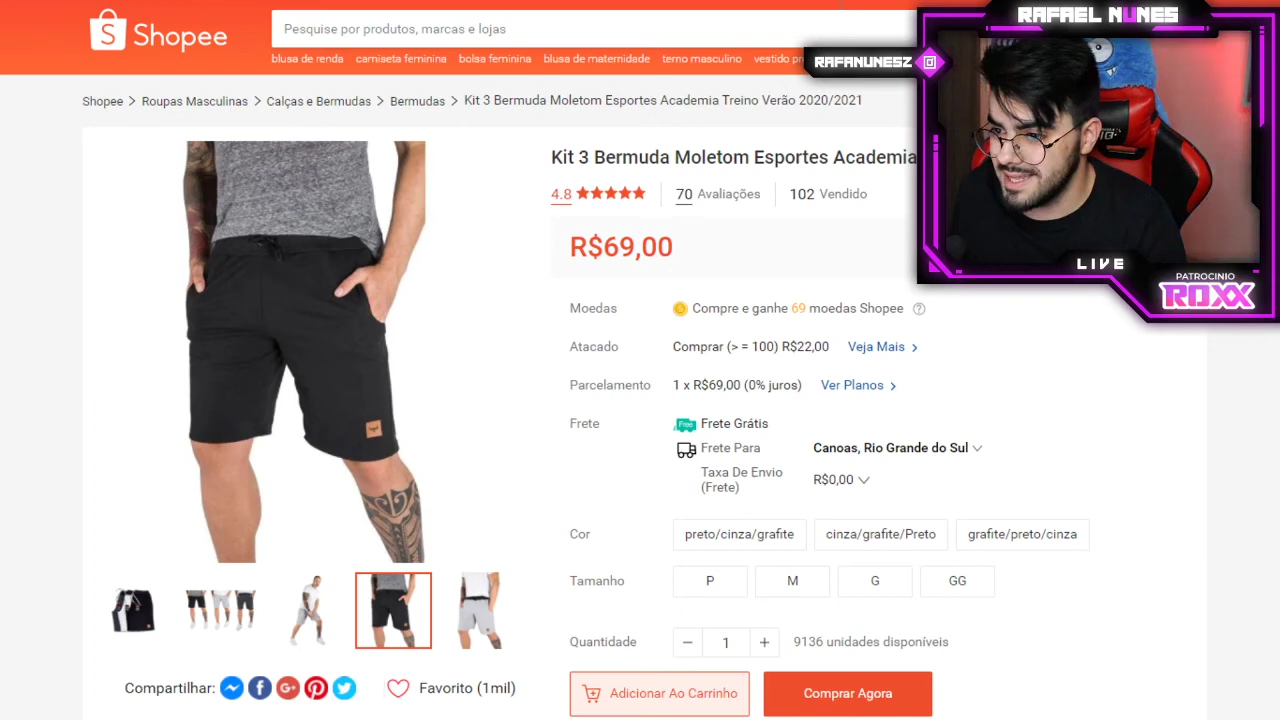 Shopee
Pesquise por produtos, marcas e lojas
blusa de renda camiseta feminina bolsa feminina blusa de maternidade terno masculino vestido
RAFAEL NUNES
RAFANUNESZ
Shopee > Roupas Masculinas > Calças e Bermudas > Bermudas > Kit 3 Bermuda Moletom Esportes Academia Treino Verão 2020/2021
Kit 3 Bermuda Moletom Esportes Academia
4.8 70 Avaliações 102 Vendido
R$69,00
LIVE
PATROCINIO
ROXX
Moedas Compre e ganhe 69 moedas Shopee ?
Atacado Comprar (> = 100) R$22,00 Veja Mais >
Parcelamento 1 x R$69,00 (0% juros) Ver Planos >
Frete Free Frete Grátis
Frete Para Canoas, Rio Grande do Sul
Taxa De Envio
(Frete) R$0,00
Cor preto/cinza/grafite cinza/grafite/Preto grafite/preto/cinza
Tamanho P M G GG
Quantidade − 1 + 9136 unidades disponíveis
Compartilhar: Favorito (1mil)
Adicionar Ao Carrinho Comprar Agora